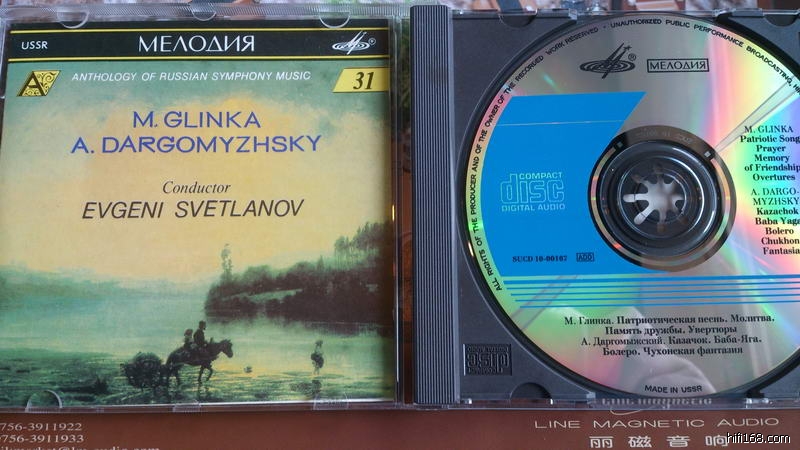 USSR
МЕЛОДИЯ
ANTHOLOGY OF RUSSIAN SYMPHONY MUSIC
31
M. GLINKA
A. DARGOMYZHSKY
Conductor
EVGENI SVETLANOV
ALL RIGHTS OF THE PRODUCER AND OF THE OWNER OF THE RECORDED WORK RESERVED - UNAUTHORIZED PUBLIC PERFORMANCE BROADCASTING,
МЕЛОДИЯ
COMPACT
disc
DIGITAL AUDIO
SUCD 10-00167
ADD
M. GLINKA
Patriotic Song
Prayer
Memory
of Friendship
Overtures
A. DARGO-
MYZHSKY
Kazachok
Baba Yaga
Bolero
Chukhon
Fantasia
М. Глинка. Патриотическая песнь. Молитва.
Память дружбы. Увертюры
А. Даргомыжский. Казачок. Баба-Яга.
Болеро. Чухонская фантазия
MADE IN USSR
disc
LINE MAGNETIC AUDIO
丽磁音响
0756-3911922
0756-3911933
hifi168.com